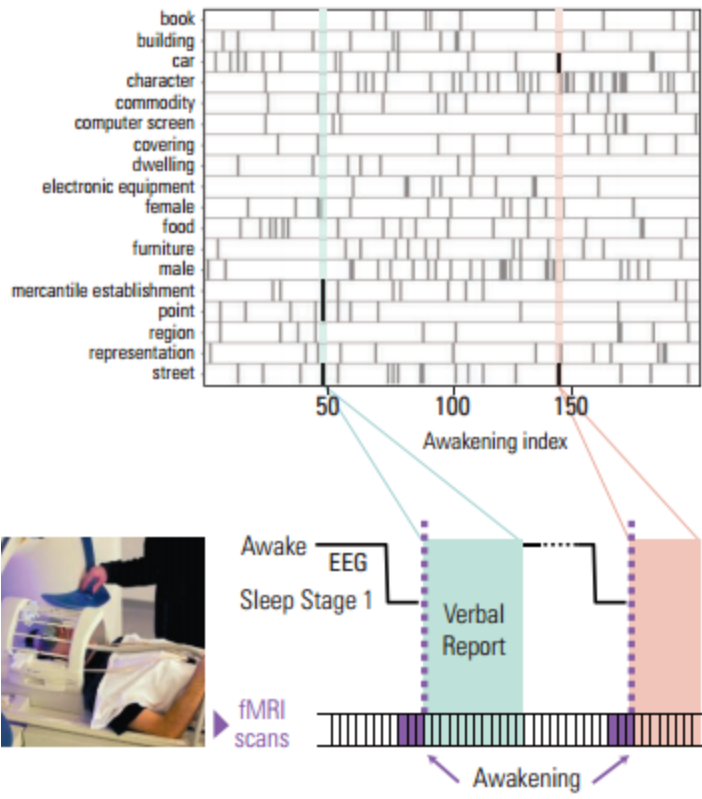 book
building
car
character
commodity
computer screen
covering
dwelling
electronic equipment
female
food
furniture
male
mercantile establishment
point
region
representation
street
50 100 150
Awakening index
Awake
EEG
Sleep Stage 1
Verbal
Report
fMRI
scans
Awakening